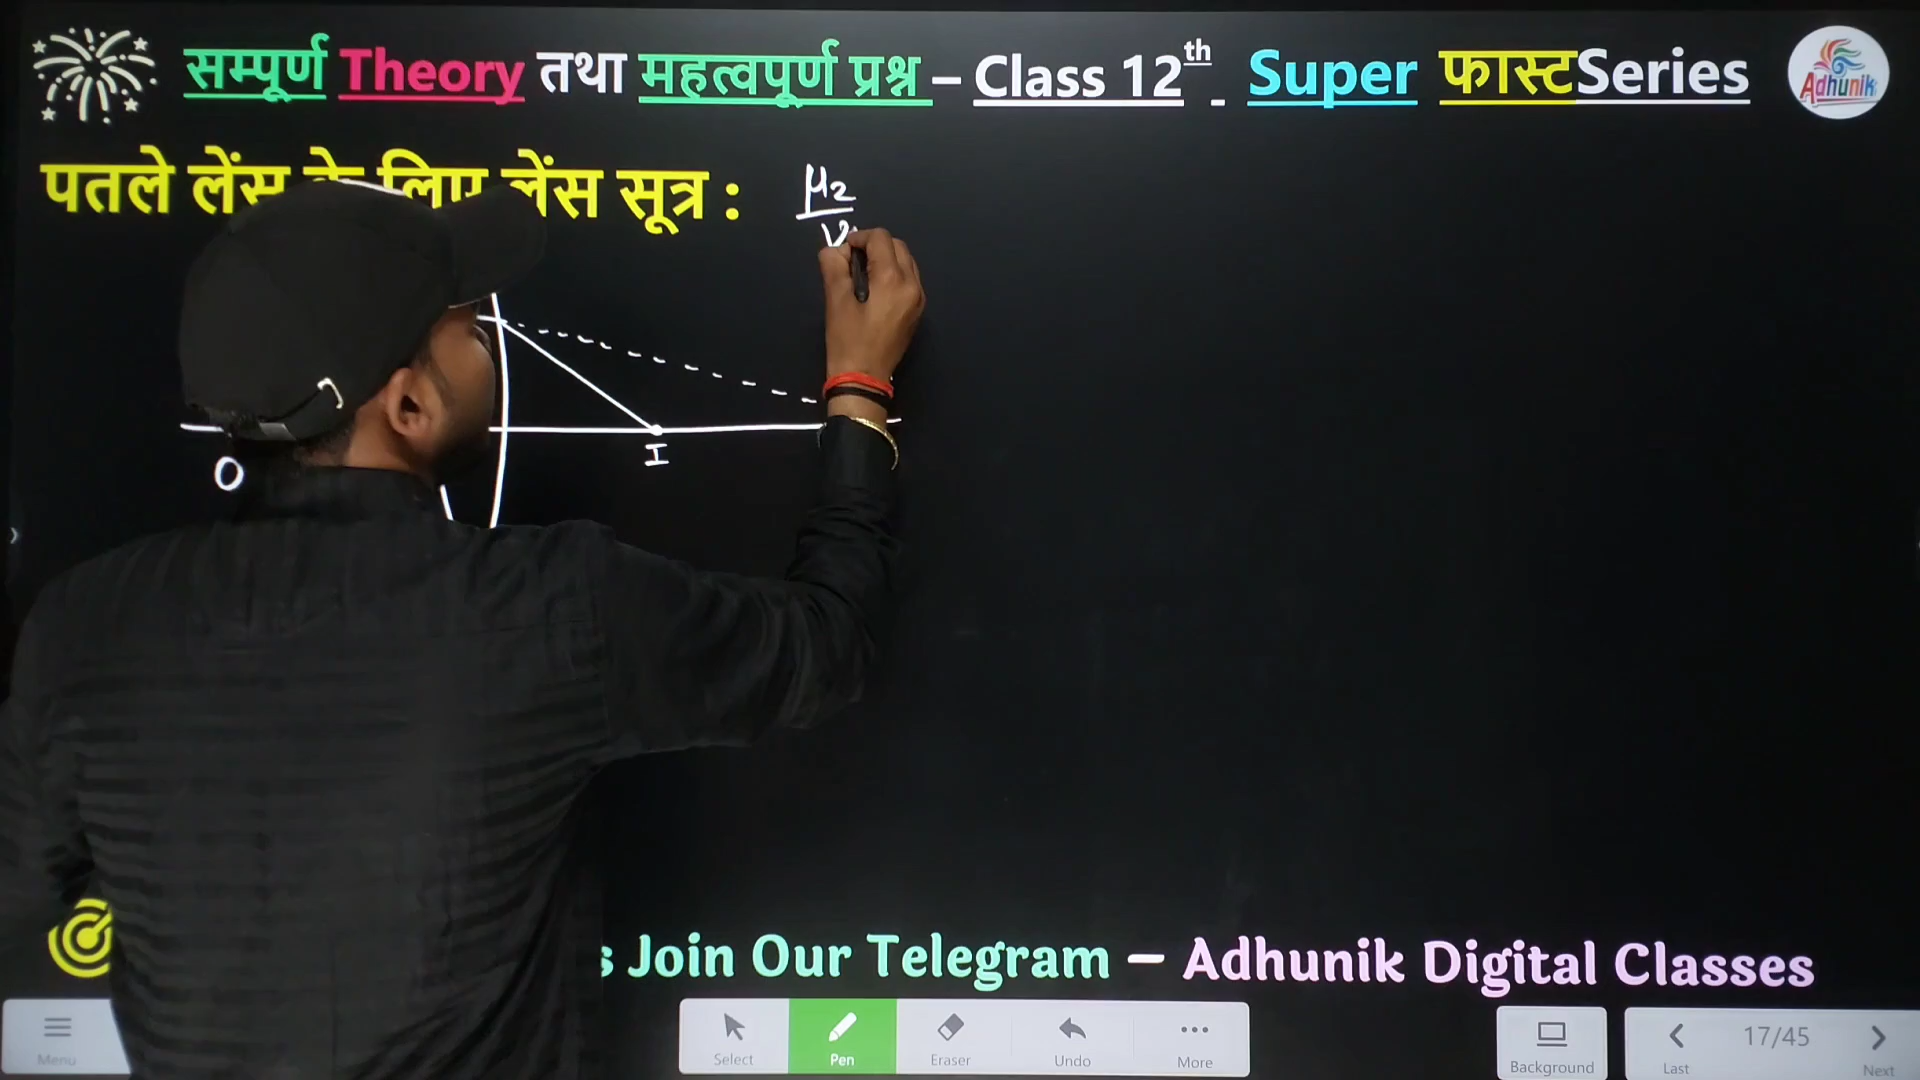 सम्पूर्ण Theory तथा महत्वपूर्ण प्रश्न – Class 12th - Super फास्टSeries
Adhunik
पतले लेंस के लिए लेंस सूत्र :
μ2
V
I
O
Join Our Telegram – Adhunik Digital Classes
Menu
Select
Pen
Eraser
Undo
More
Background
Last
17/45
Next